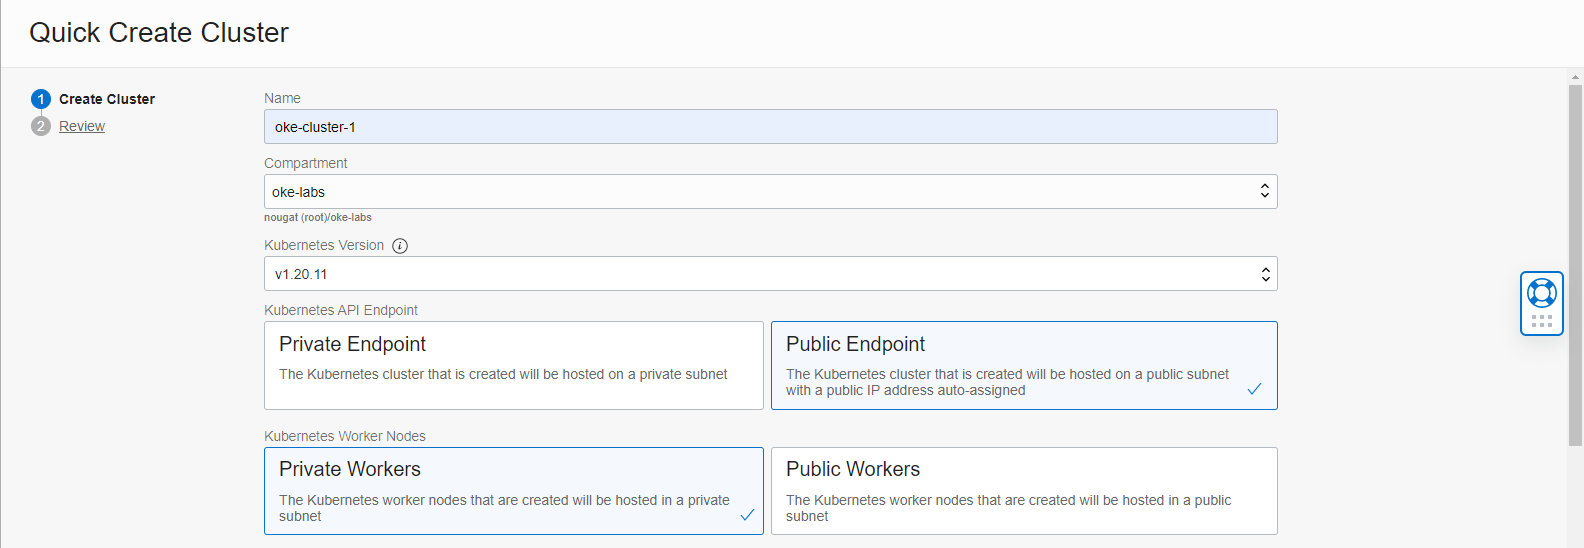 Quick Create Cluster
1 Create Cluster
2 Review
Name
oke-cluster-1
Compartment
oke-labs
nougat (root)/oke-labs
Kubernetes Version i
v1.20.11
Kubernetes API Endpoint
Private Endpoint
The Kubernetes cluster that is created will be hosted on a private subnet
Public Endpoint
The Kubernetes cluster that is created will be hosted on a public subnet
with a public IP address auto-assigned
Kubernetes Worker Nodes
Private Workers
The Kubernetes worker nodes that are created will be hosted in a private
subnet
Public Workers
The Kubernetes worker nodes that are created will be hosted in a public
subnet